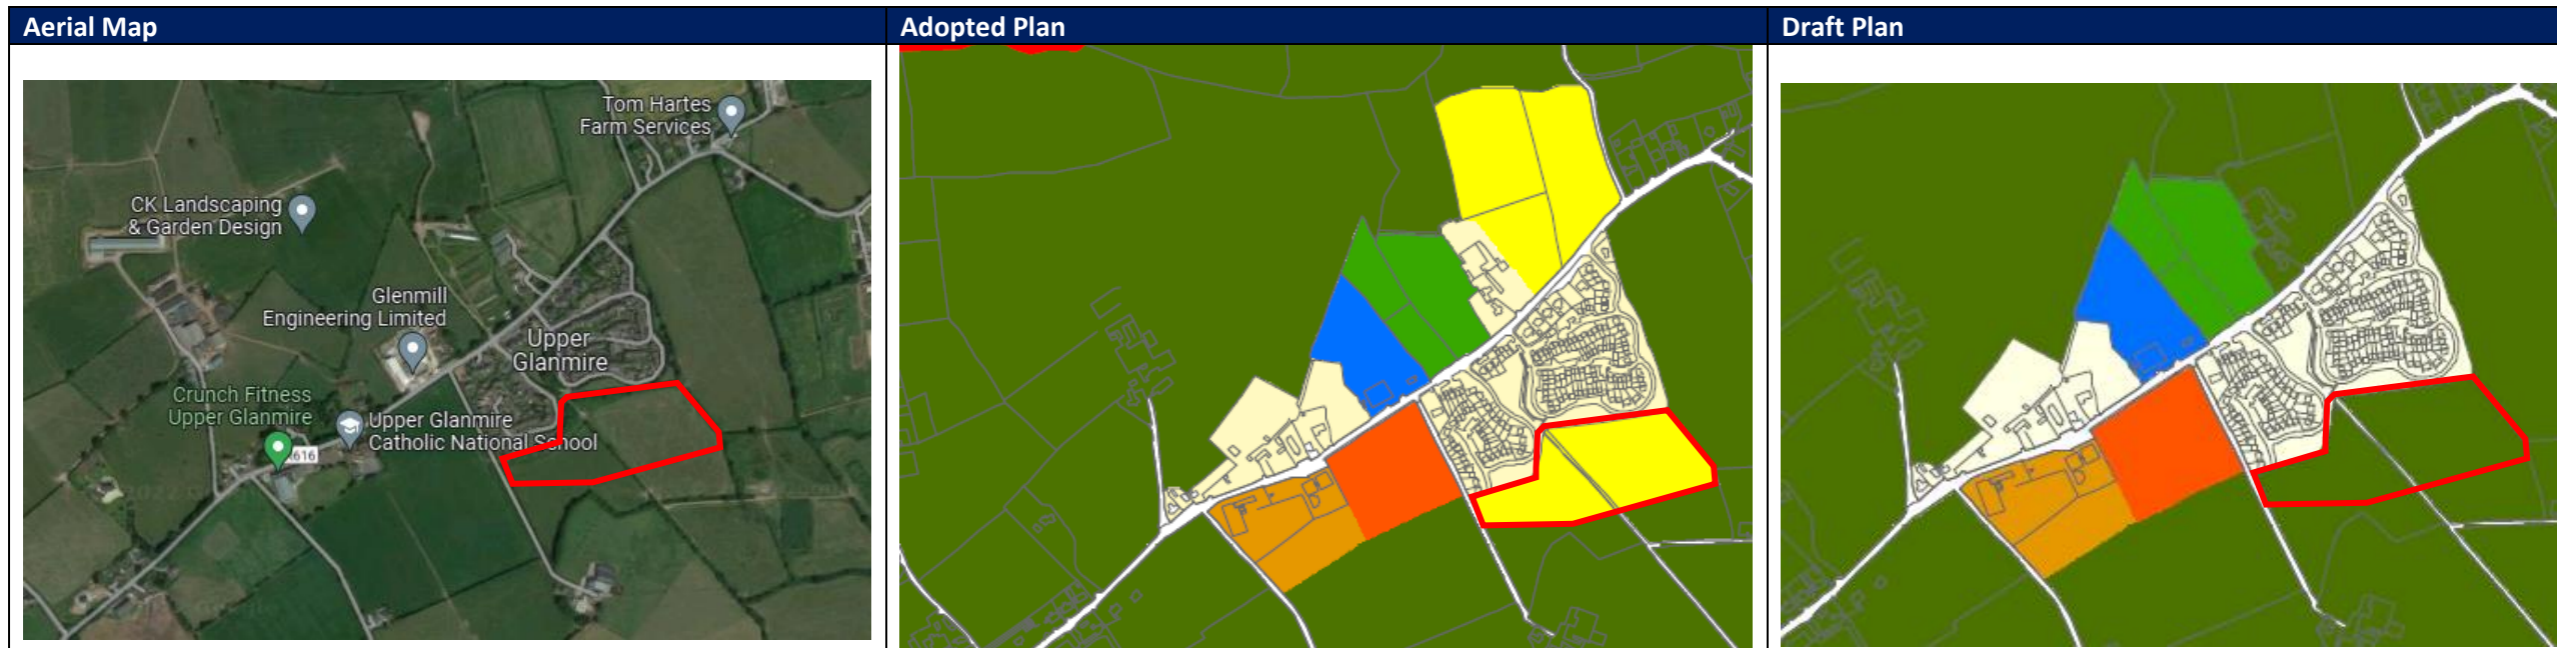 Aerial Map
Adopted Plan
Draft Plan
Tom Hartes
Farm Services
CK Landscaping
& Garden Design
Glenmill
Engineering Limited
Upper
Glanmire
Crunch Fitness
Upper Glanmire
Upper Glanmire
Catholic National School
616